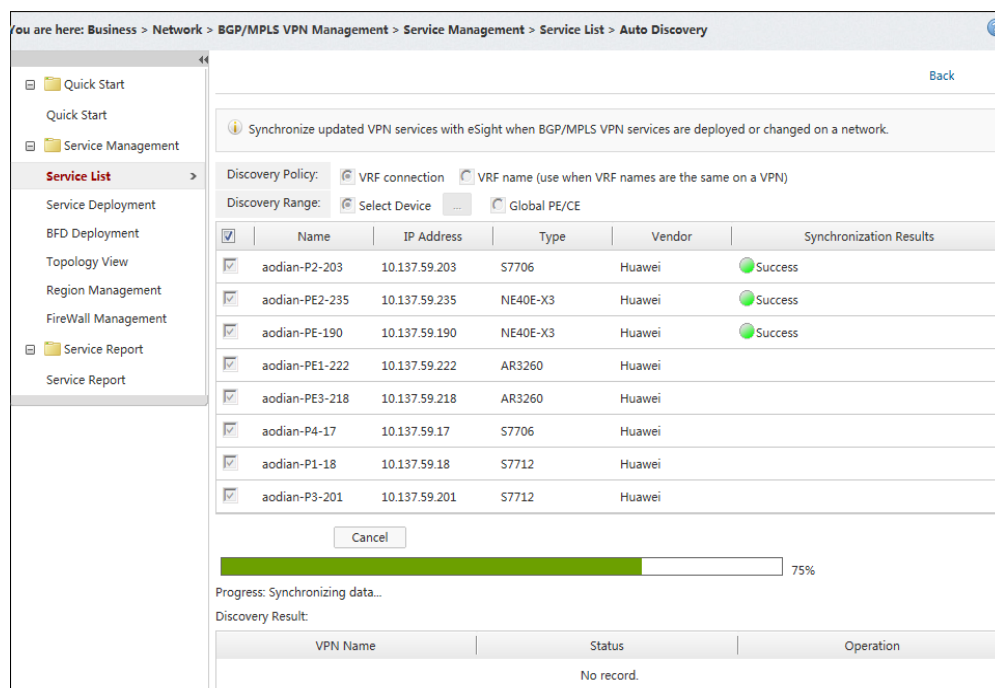 You are here: Business > Network > BGP/MPLS VPN Management > Service Management > Service List > Auto Discovery
Quick Start
Quick Start
Service Management
Service List >
Service Deployment
BFD Deployment
Topology View
Region Management
FireWall Management
Service Report
Service Report
Back
Synchronize updated VPN services with eSight when BGP/MPLS VPN services are deployed or changed on a network.
Discovery Policy: VRF connection VRF name (use when VRF names are the same on a VPN)
Discovery Range: Select Device ... Global PE/CE
Name IP Address Type Vendor Synchronization Results
aodian-P2-203 10.137.59.203 S7706 Huawei Success
aodian-PE2-235 10.137.59.235 NE40E-X3 Huawei Success
aodian-PE-190 10.137.59.190 NE40E-X3 Huawei Success
aodian-PE1-222 10.137.59.222 AR3260 Huawei
aodian-PE3-218 10.137.59.218 AR3260 Huawei
aodian-P4-17 10.137.59.17 S7706 Huawei
aodian-P1-18 10.137.59.18 S7712 Huawei
aodian-P3-201 10.137.59.201 S7712 Huawei
Cancel
75%
Progress: Synchronizing data...
Discovery Result:
VPN Name Status Operation
No record.